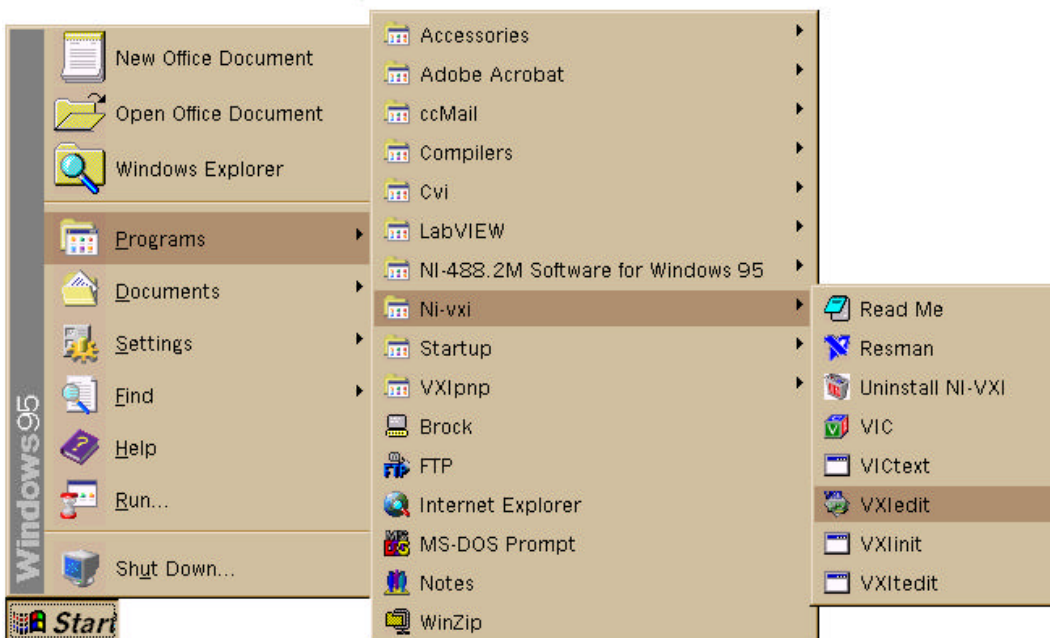 New Office Document
Open Office Document
Windows Explorer
Programs
Documents
Settings
Find
Help
Run...
Shut Down...
Windows95
Start
Accessories
Adobe Acrobat
ccMail
Compilers
Cvi
LabVIEW
NI-488.2M Software for Windows 95
Ni-vxi
Startup
VXIpnp
Brock
FTP
Internet Explorer
MS-DOS Prompt
Notes
WinZip
Read Me
Resman
Uninstall NI-VXI
VIC
VICtext
VXIedit
VXIinit
VXItedit